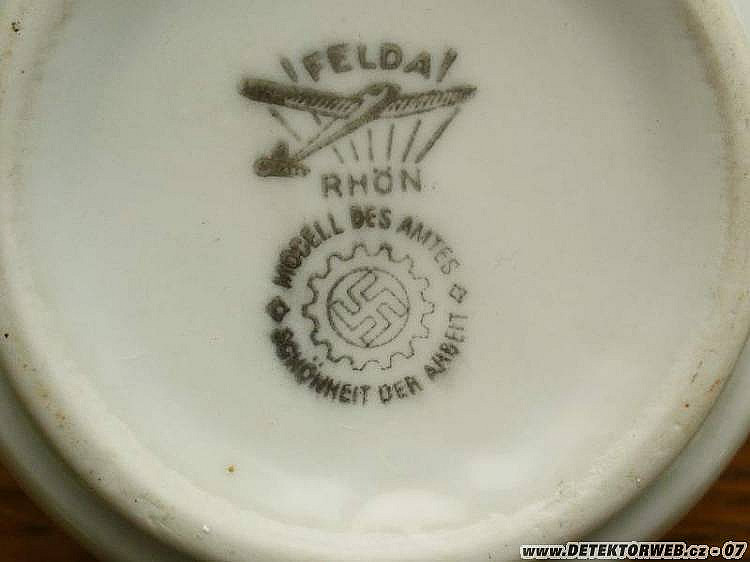 FELDA
RHÖN
MODELL DES AMTES
SCHÖNHEIT DER ARBEIT
www.DETEKTORWEB.cz - 07